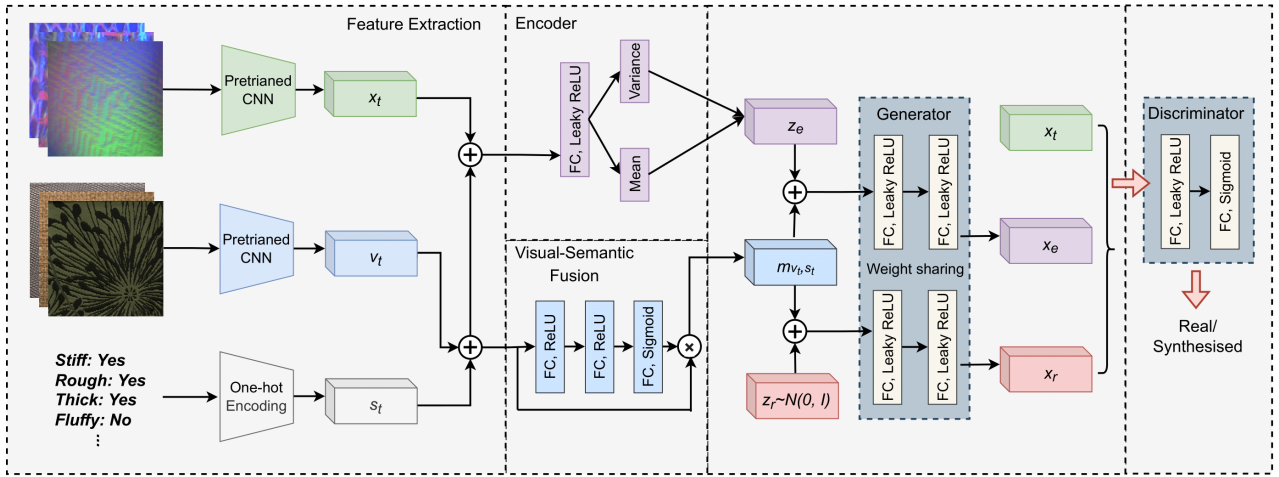 Feature Extraction
Pretrianed
CNN
x_t
Pretrianed
CNN
v_t
Stiff: Yes
Rough: Yes
Thick: Yes
Fluffy: No
⋮
One-hot
Encoding
s_t
+
+
Encoder
FC, Leaky ReLU
Variance
Mean
Visual-Semantic
Fusion
FC, ReLU
FC, ReLU
FC, Sigmoid
×
z_e
+
m_{v_t,s_t}
+
z_r~N(0, I)
Generator
FC, Leaky ReLU
FC, Leaky ReLU
Weight sharing
FC, Leaky ReLU
FC, Leaky ReLU
x_t
x_e
x_r
Discriminator
FC, Leaky ReLU
FC, Sigmoid
Real/
Synthesised